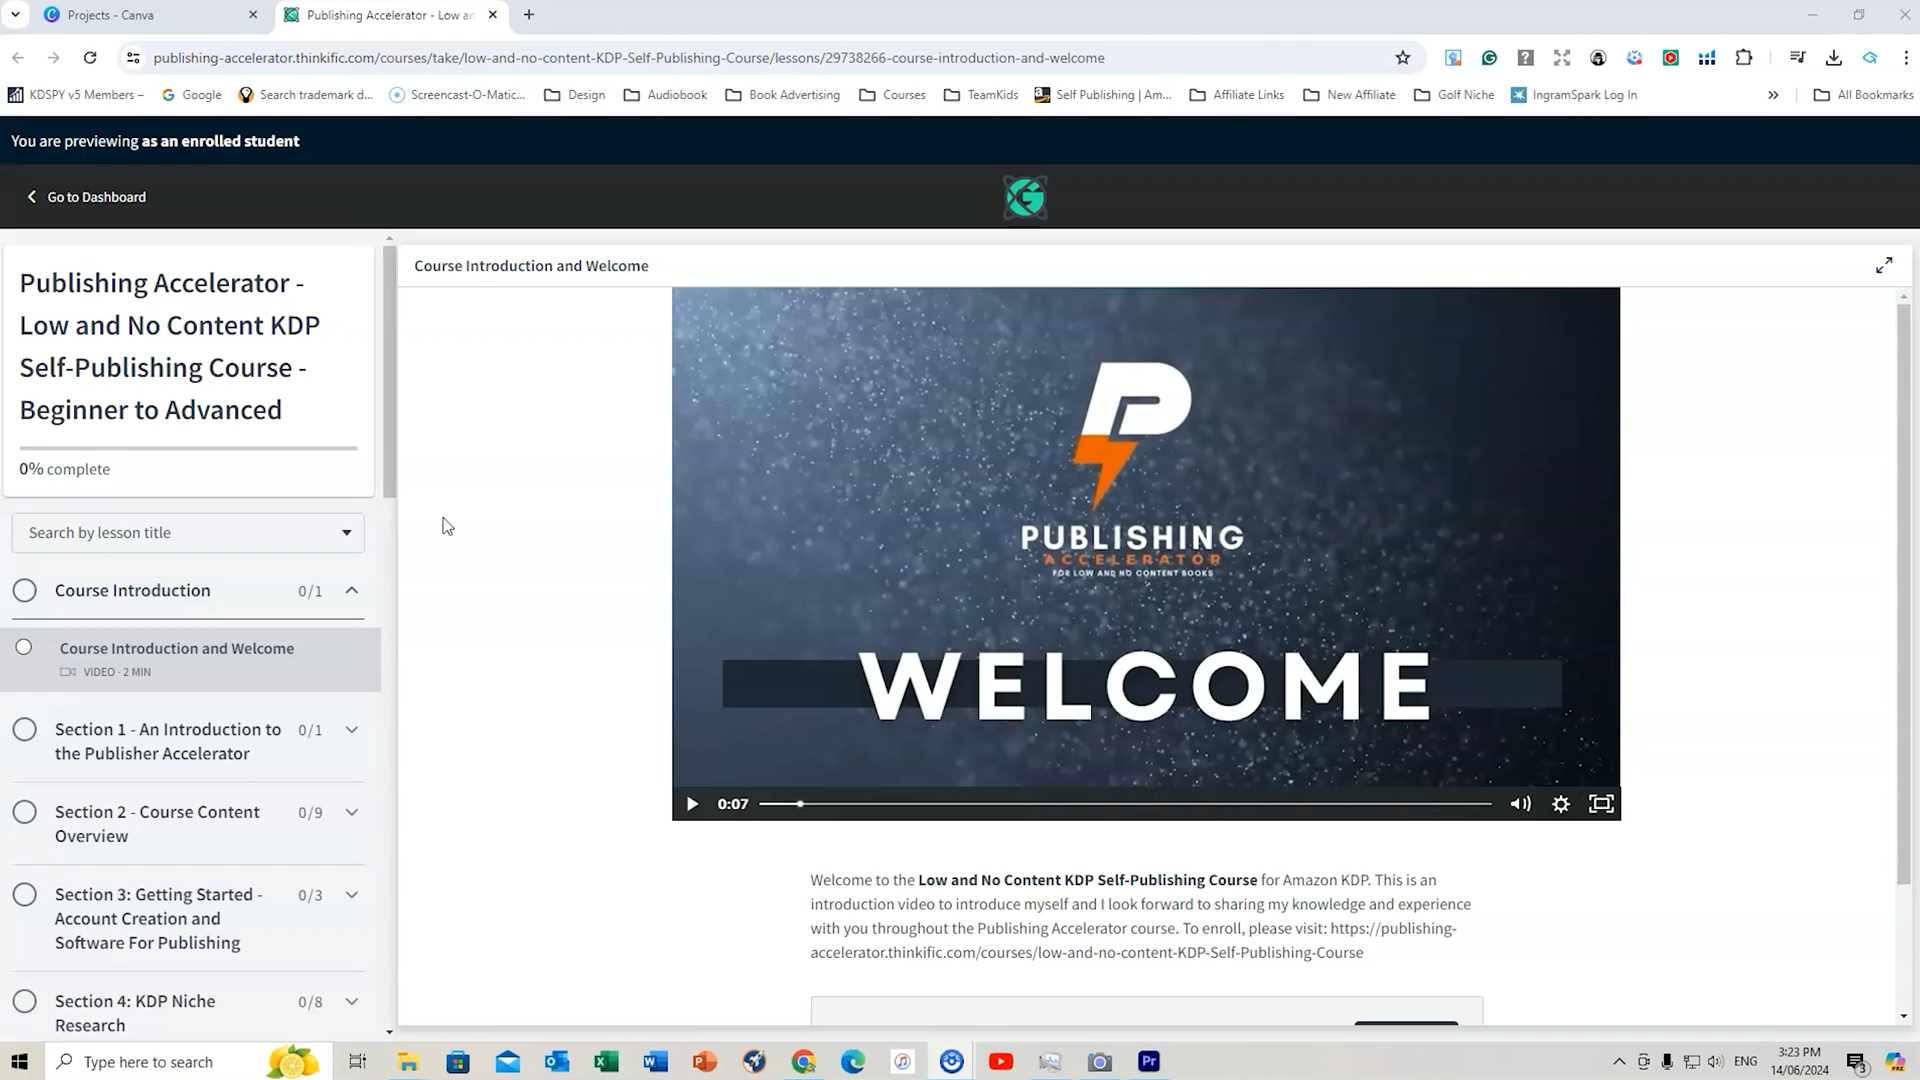 Projects - Canva
Publishing Accelerator - Low an
publishing-accelerator.thinkific.com/courses/take/low-and-no-content-KDP-Self-Publishing-Course/lessons/29738266-course-introduction-and-welcome
KDSPY v5 Members –
Google
Search trademark d...
Screencast-O-Matic...
Design
Audiobook
Book Advertising
Courses
TeamKids
Self Publishing | Am...
Affiliate Links
New Affiliate
Golf Niche
IngramSpark Log In
All Bookmarks
You are previewing as an enrolled student
Go to Dashboard
Publishing Accelerator -
Low and No Content KDP
Self-Publishing Course -
Beginner to Advanced
0% complete
Search by lesson title
Course Introduction 0/1
Course Introduction and Welcome
VIDEO · 2 MIN
Section 1 - An Introduction to 0/1
the Publisher Accelerator
Section 2 - Course Content 0/9
Overview
Section 3: Getting Started - 0/3
Account Creation and
Software For Publishing
Section 4: KDP Niche 0/8
Research
Course Introduction and Welcome
PUBLISHING
ACCELERATOR
FOR LOW AND NO CONTENT BOOKS
WELCOME
0:07
Welcome to the Low and No Content KDP Self-Publishing Course for Amazon KDP. This is an
introduction video to introduce myself and I look forward to sharing my knowledge and experience
with you throughout the Publishing Accelerator course. To enroll, please visit: https://publishing-
accelerator.thinkific.com/courses/low-and-no-content-KDP-Self-Publishing-Course
Type here to search
ENG
3:23 PM
14/06/2024
3